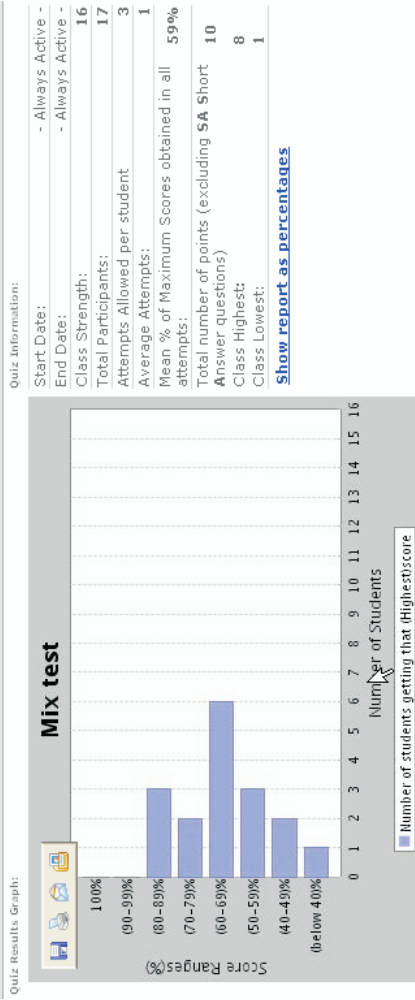 Quiz Results Graph:
Mix test
Score Ranges(%)
100%
(90-99)%
(80-89)%
(70-79)%
(60-69)%
(50-59)%
(40-49)%
(below 40)%
0 1 2 3 4 5 6 7 8 9 10 11 12 13 14 15 16
Number of Students
Number of students getting that (Highest)score
Quiz Information:
Start Date: - Always Active -
End Date: - Always Active -
Class Strength: 16
Total Participants: 17
Attempts Allowed per student 3
Average Attempts: 1
Mean % of Maximum Scores obtained in all 59%
attempts:
Total number of points (excluding SA Short 10
Answer questions)
Class Highest: 8
Class Lowest: 1
Show report as percentages